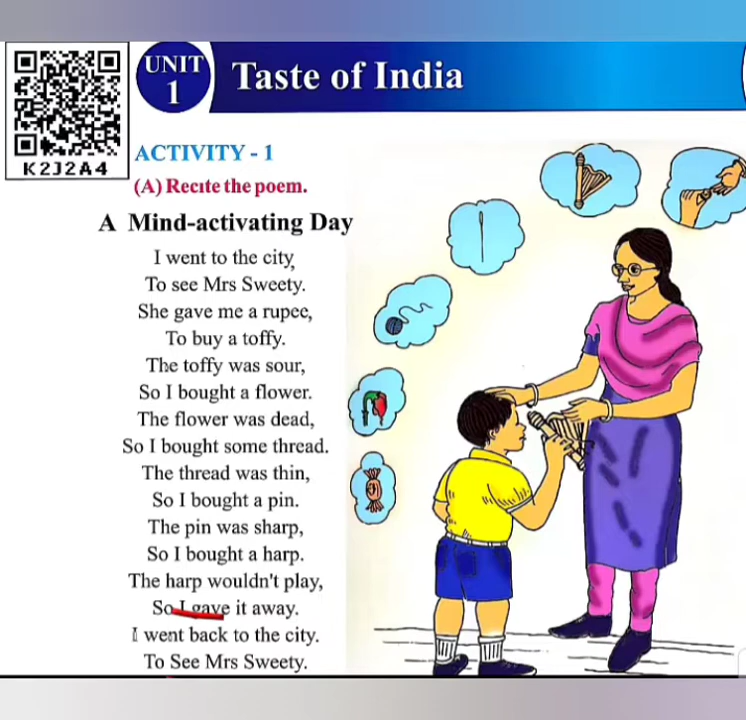 UNIT
1
Taste of India
K2J2A4
ACTIVITY - 1
(A) Recite the poem.
A Mind-activating Day
I went to the city,
To see Mrs Sweety.
She gave me a rupee,
To buy a toffy.
The toffy was sour,
So I bought a flower.
The flower was dead,
So I bought some thread.
The thread was thin,
So I bought a pin.
The pin was sharp,
So I bought a harp.
The harp wouldn't play,
So I gave it away.
I went back to the city.
To See Mrs Sweety.